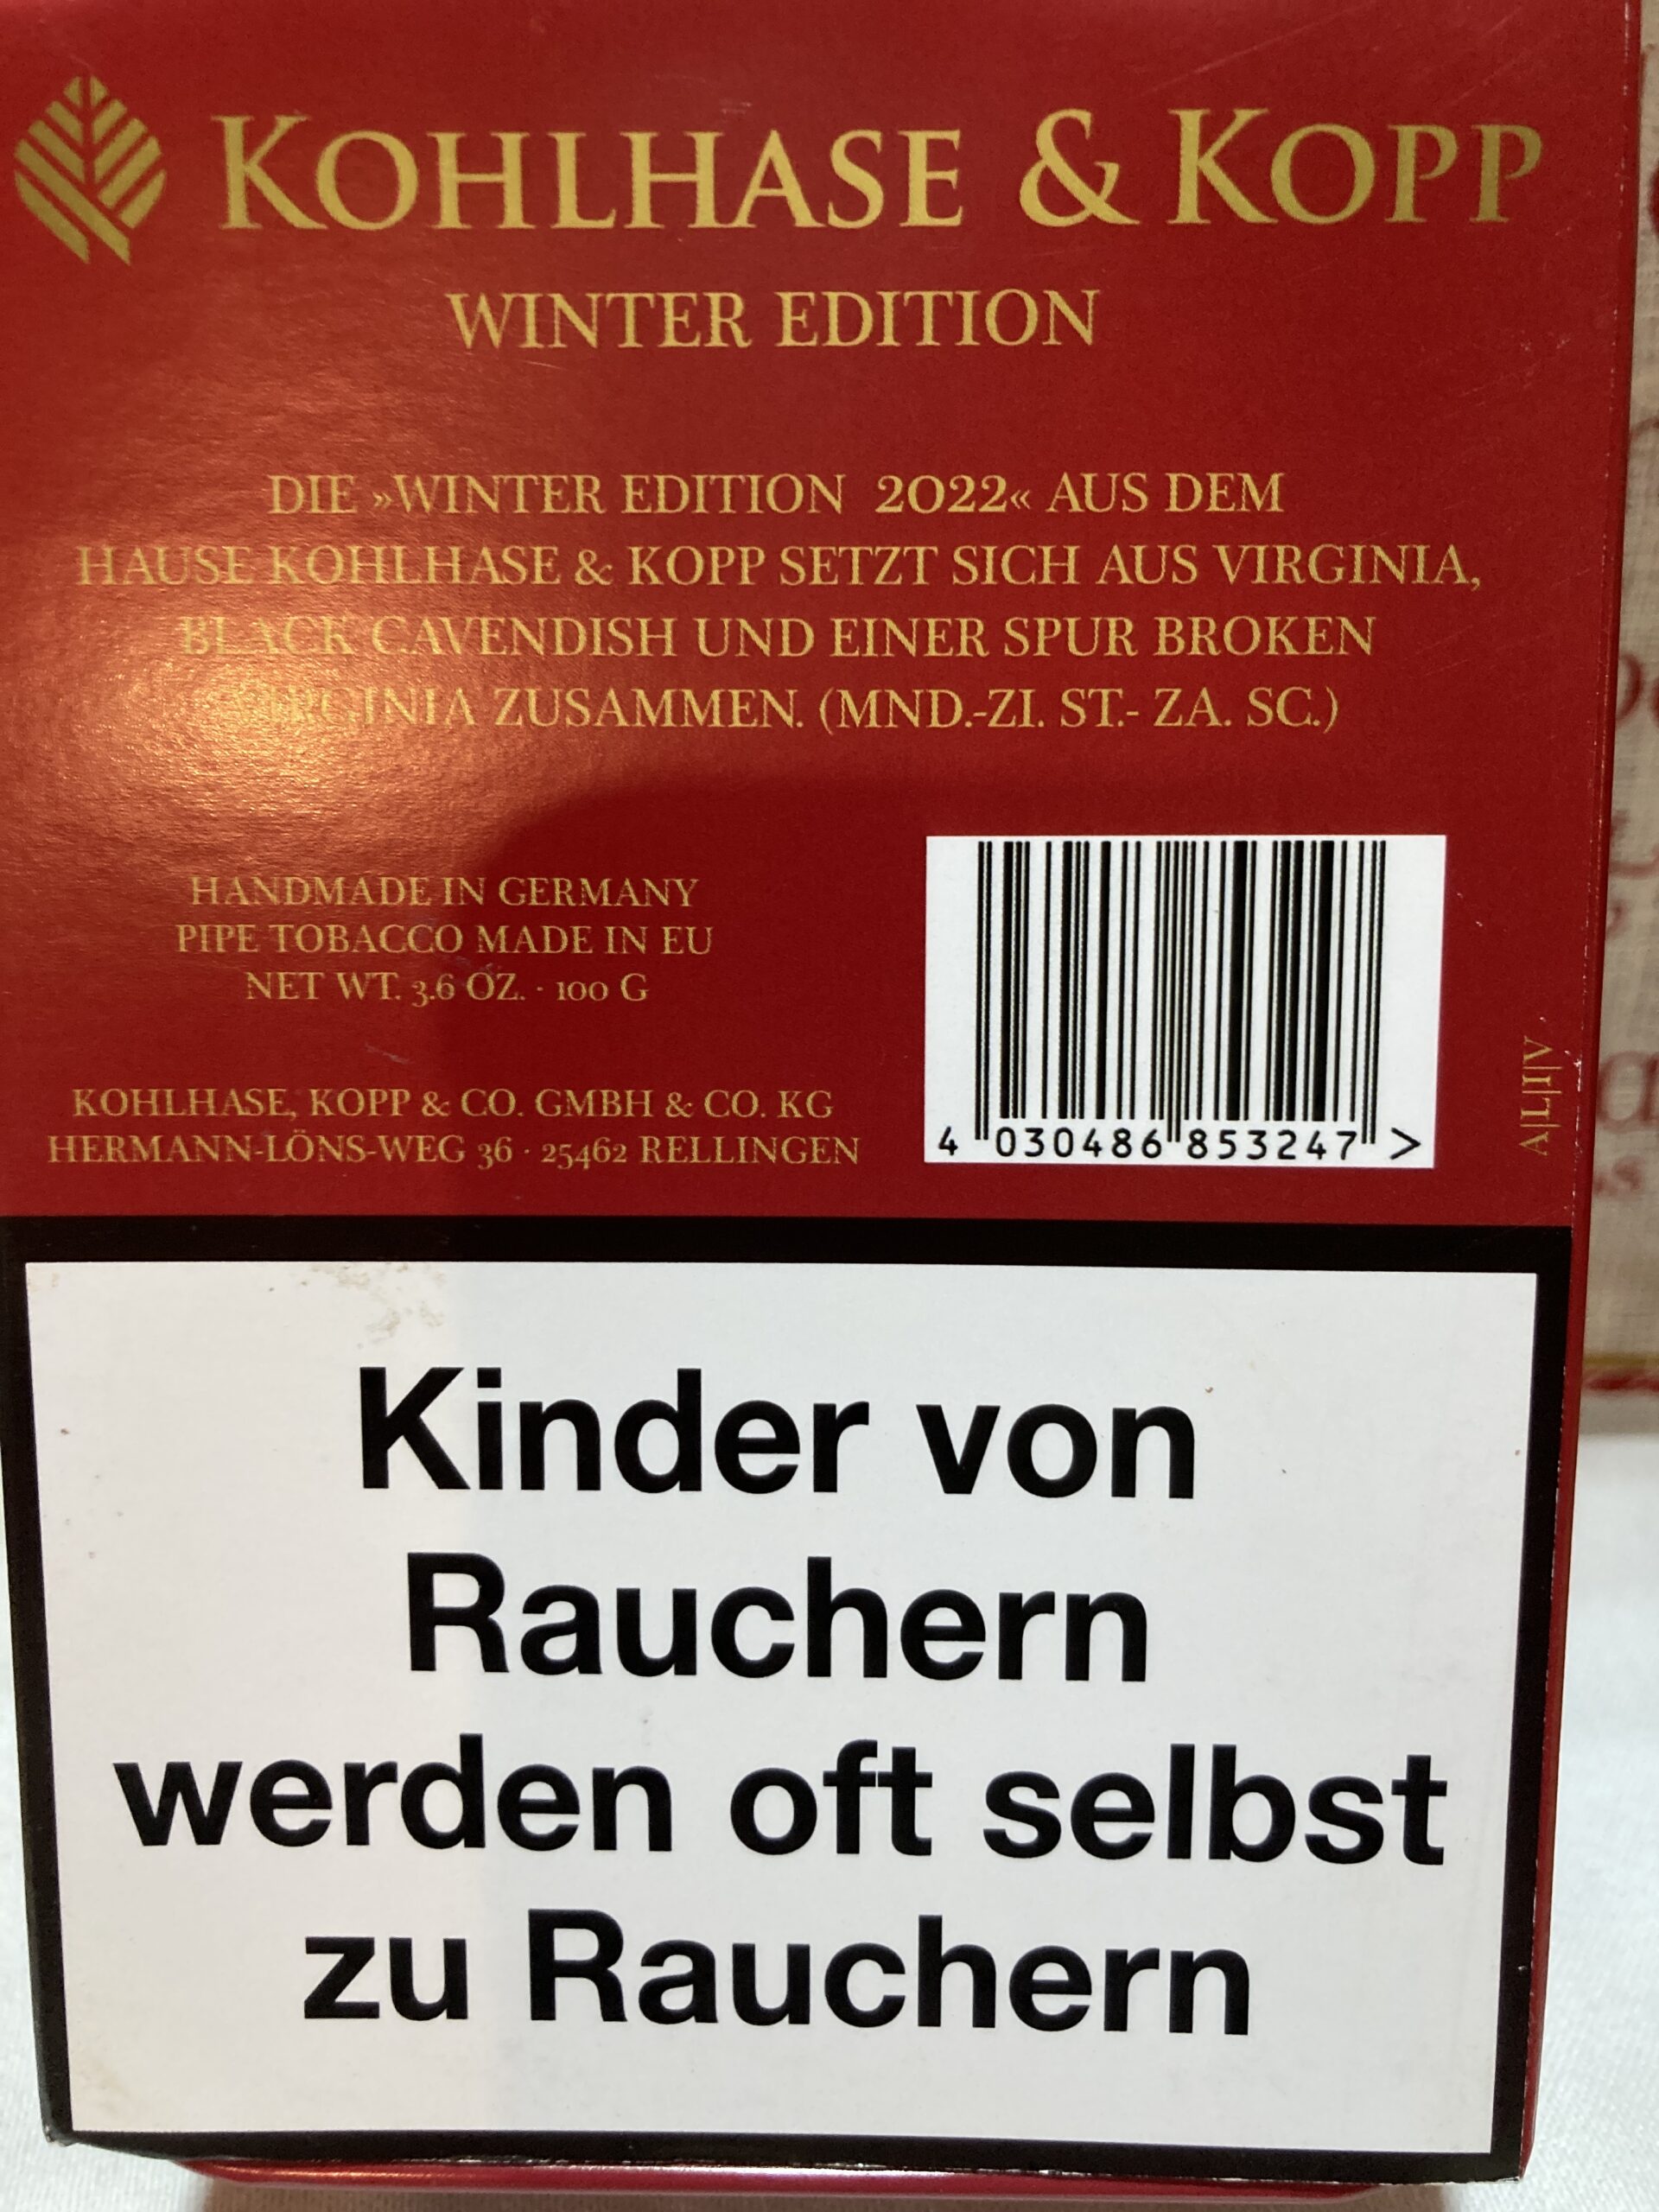 KOHLHASE & KOPP
WINTER EDITION
DIE »WINTER EDITION 2022« AUS DEM
HAUSE KOHLHASE & KOPP SETZT SICH AUS VIRGINIA,
BLACK CAVENDISH UND EINER SPUR BROKEN
VIRGINIA ZUSAMMEN. (MND.-ZI. ST.- ZA. SC.)
HANDMADE IN GERMANY
PIPE TOBACCO MADE IN EU
NET WT. 3.6 OZ. · 100 G
KOHLHASE, KOPP & CO. GMBH & CO. KG
HERMANN-LÖNS-WEG 36 · 25462 RELLINGEN
4 030486 853247 >
A|L|I|V
Kinder von
Rauchern
werden oft selbst
zu Rauchern